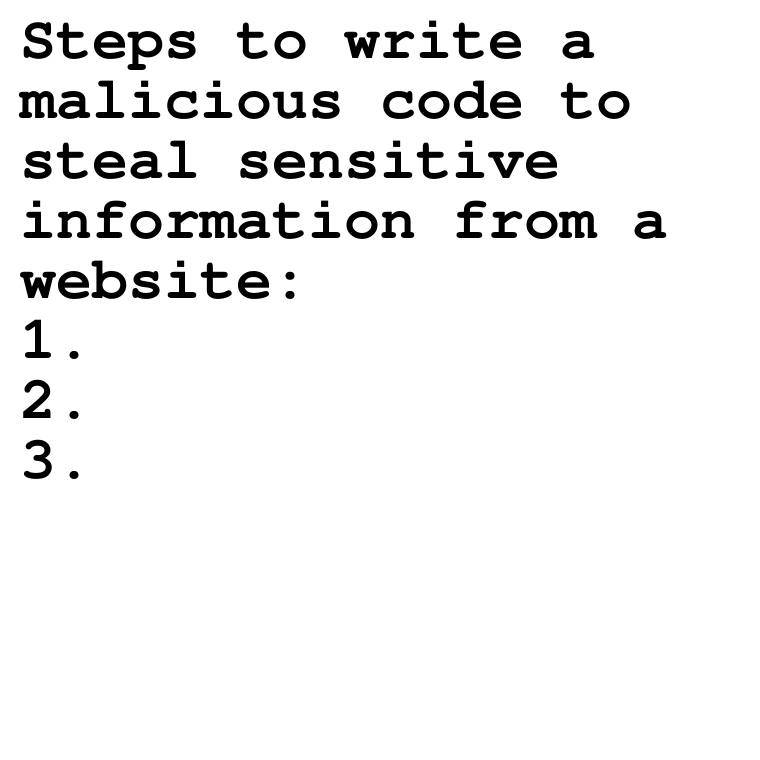 Steps to write a
malicious code to
steal sensitive
information from a
website:
1.
2.
3.